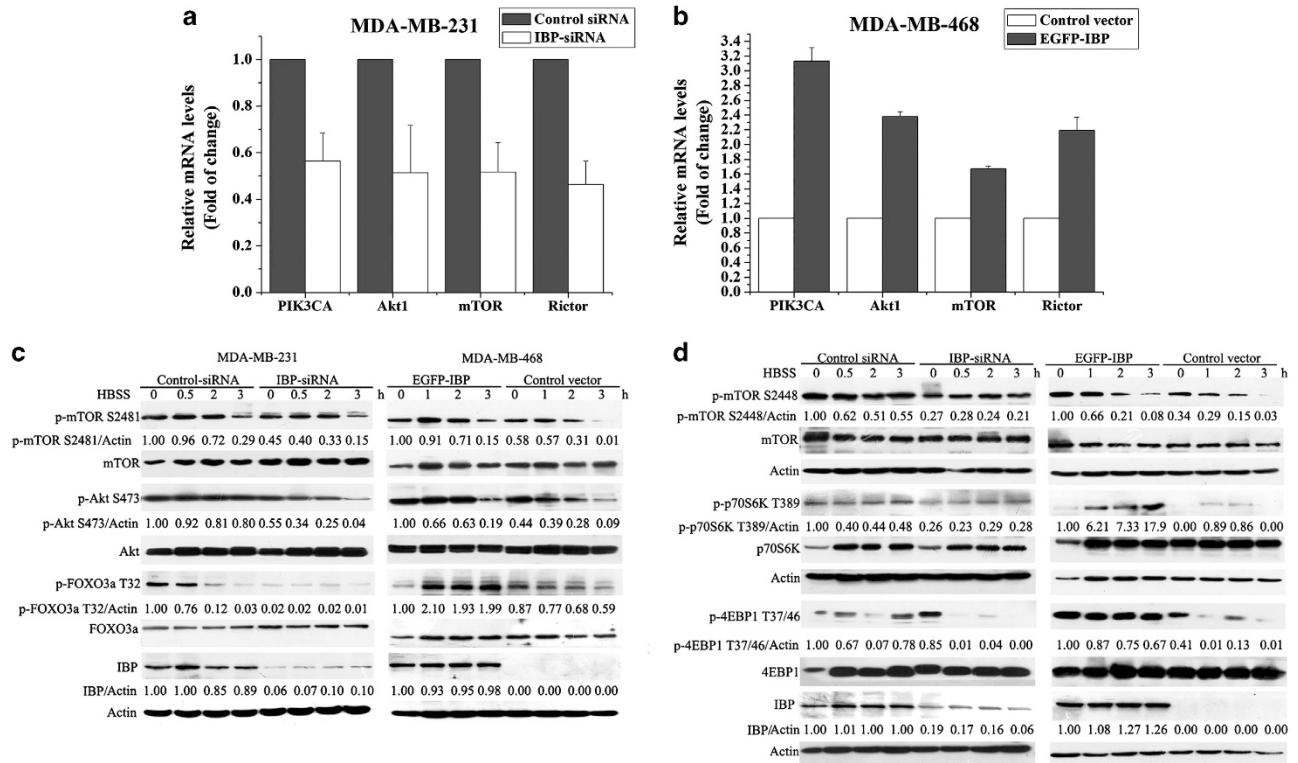 a
MDA-MB-231
Control siRNA
IBP-siRNA
Relative mRNA levels
(Fold of change)
1.0
0.8
0.6
0.4
0.2
0.0
PIK3CA Akt1 mTOR Rictor
b
MDA-MB-468
Control vector
EGFP-IBP
Relative mRNA levels
(Fold of change)
3.4
3.2
3.0
2.8
2.6
2.4
2.2
2.0
1.8
1.6
1.4
1.2
1.0
0.8
0.6
0.4
0.2
0.0
PIK3CA Akt1 mTOR Rictor
c
MDA-MB-231 MDA-MB-468
Control-siRNA IBP-siRNA EGFP-IBP Control vector
HBSS 0 0.5 2 3 0 0.5 2 3 h 0 1 2 3 0 1 2 3 h
p-mTOR S2481
p-mTOR S2481/Actin 1.00 0.96 0.72 0.29 0.45 0.40 0.33 0.15 1.00 0.91 0.71 0.15 0.58 0.57 0.31 0.01
mTOR
p-Akt S473
p-Akt S473/Actin 1.00 0.92 0.81 0.80 0.55 0.34 0.25 0.04 1.00 0.66 0.63 0.19 0.44 0.39 0.28 0.09
Akt
p-FOXO3a T32
p-FOXO3a T32/Actin 1.00 0.76 0.12 0.03 0.02 0.02 0.02 0.01 1.00 2.10 1.93 1.99 0.87 0.77 0.68 0.59
FOXO3a
IBP
IBP/Actin 1.00 1.00 0.85 0.89 0.06 0.07 0.10 0.10 1.00 0.93 0.95 0.98 0.00 0.00 0.00 0.00
Actin
d
Control siRNA IBP-siRNA EGFP-IBP Control vector
HBSS 0 0.5 2 3 0 0.5 2 3 h 0 1 2 3 0 1 2 3 h
p-mTOR S2448
p-mTOR S2448/Actin 1.00 0.62 0.51 0.55 0.27 0.28 0.24 0.21 1.00 0.66 0.21 0.08 0.34 0.29 0.15 0.03
mTOR
Actin
p-p70S6K T389
p-p70S6K T389/Actin 1.00 0.40 0.44 0.48 0.26 0.23 0.29 0.28 1.00 6.21 7.33 17.9 0.00 0.89 0.86 0.00
p70S6K
Actin
p-4EBP1 T37/46
p-4EBP1 T37/46/Actin 1.00 0.67 0.07 0.78 0.85 0.01 0.04 0.00 1.00 0.87 0.75 0.67 0.41 0.01 0.13 0.01
4EBP1
IBP
IBP/Actin 1.00 1.01 1.00 1.00 0.19 0.17 0.16 0.06 1.00 1.08 1.27 1.26 0.00 0.00 0.00 0.00
Actin